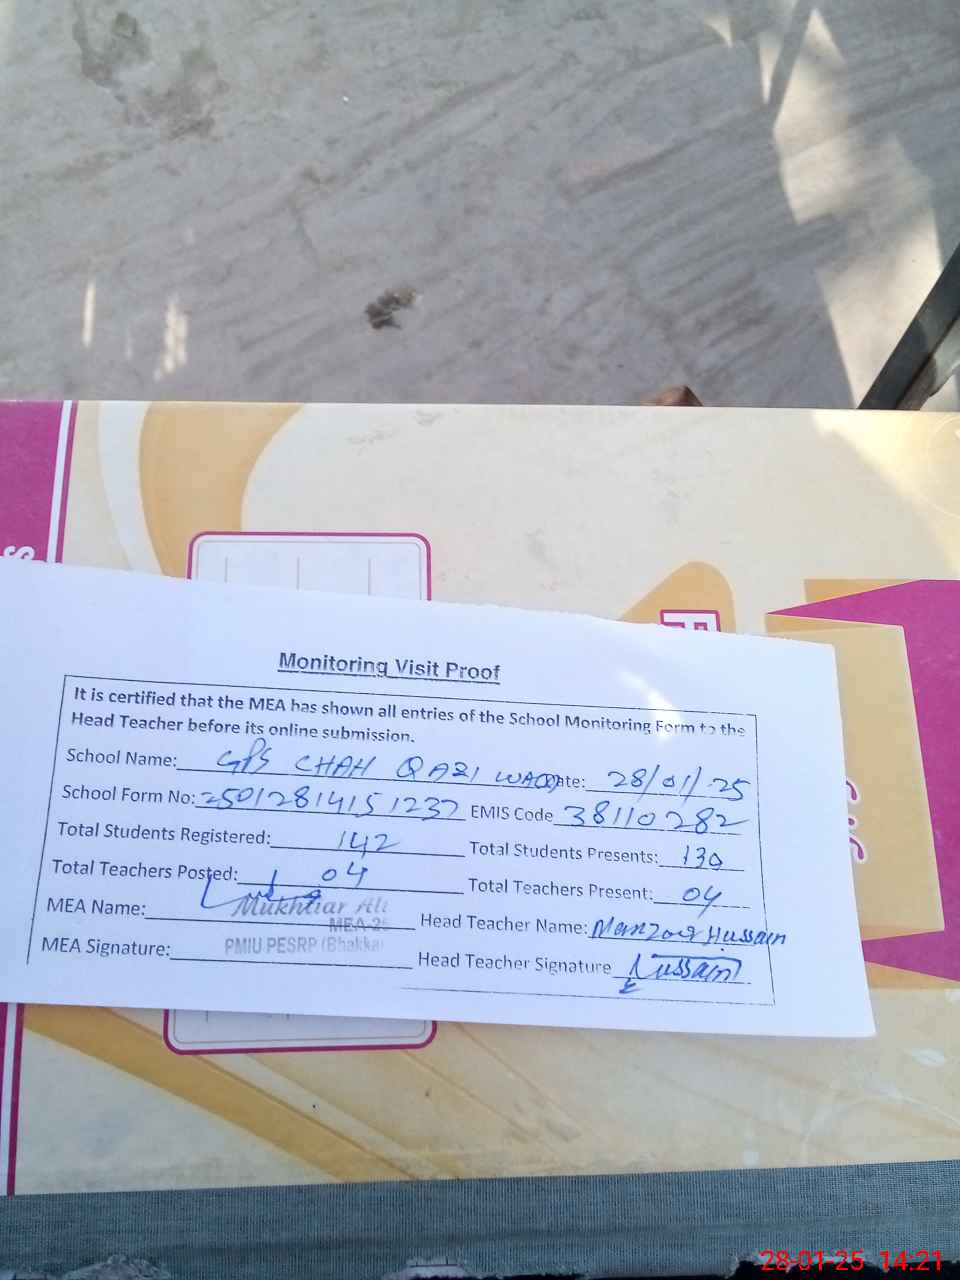 Monitoring Visit Proof
It is certified that the MEA has shown all entries of the School Monitoring Form to the
Head Teacher before its online submission.
School Name: GPS CHAH QAZI Date: 28/01/25
School Form No: 25012814151237 EMIS Code 38110282
Total Students Registered: 142 Total Students Presents: 130
Total Teachers Posted: 04 Total Teachers Present: 04
MEA Name: Mukhtiar Ali Head Teacher Name: Manzoor Hussain
MEA-25
MEA Signature: PMIU PESRP (Bhakkar Head Teacher Signature Hussain
28-01-25 14:21